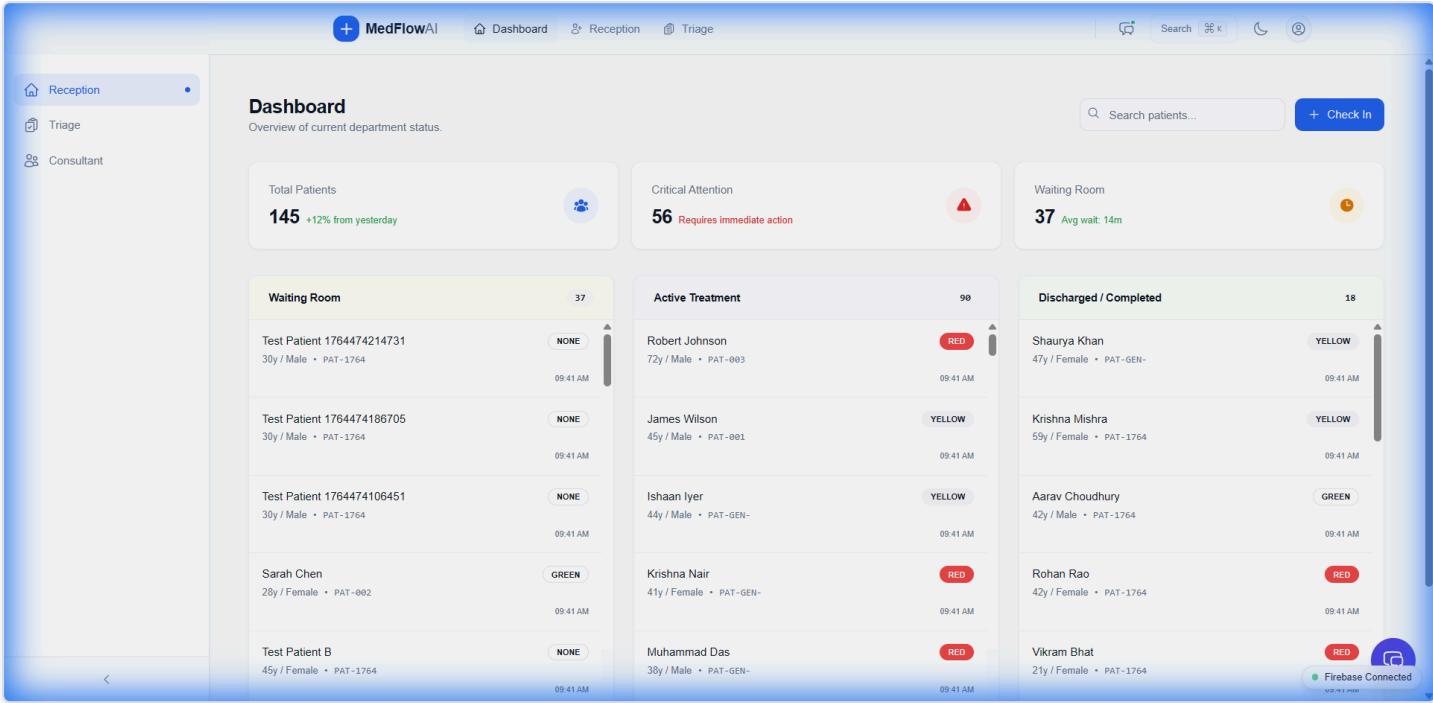 MedFlowAI
Dashboard
Reception
Triage
Search ⌘ K
Reception
Triage
Consultant
Dashboard
Overview of current department status.
Search patients...
+ Check In
Total Patients
145 +12% from yesterday
Critical Attention
56 Requires immediate action
Waiting Room
37 Avg wait: 14m
Waiting Room 37
Test Patient 1764474214731 NONE
30y / Male • PAT-1764
09:41 AM
Test Patient 1764474186705 NONE
30y / Male • PAT-1764
09:41 AM
Test Patient 1764474106451 NONE
30y / Male • PAT-1764
09:41 AM
Sarah Chen GREEN
28y / Female • PAT-002
09:41 AM
Test Patient B NONE
45y / Female • PAT-1764
09:41 AM
Active Treatment 90
Robert Johnson RED
72y / Male • PAT-003
09:41 AM
James Wilson YELLOW
45y / Male • PAT-001
09:41 AM
Ishaan Iyer YELLOW
44y / Male • PAT-GEN-
09:41 AM
Krishna Nair RED
41y / Female • PAT-GEN-
09:41 AM
Muhammad Das RED
38y / Male • PAT-GEN-
09:41 AM
Discharged / Completed 18
Shaurya Khan YELLOW
47y / Female • PAT-GEN-
09:41 AM
Krishna Mishra YELLOW
59y / Female • PAT-1764
09:41 AM
Aarav Choudhury GREEN
42y / Male • PAT-1764
09:41 AM
Rohan Rao RED
42y / Female • PAT-1764
09:41 AM
Vikram Bhat RED
21y / Female • PAT-1764
Firebase Connected